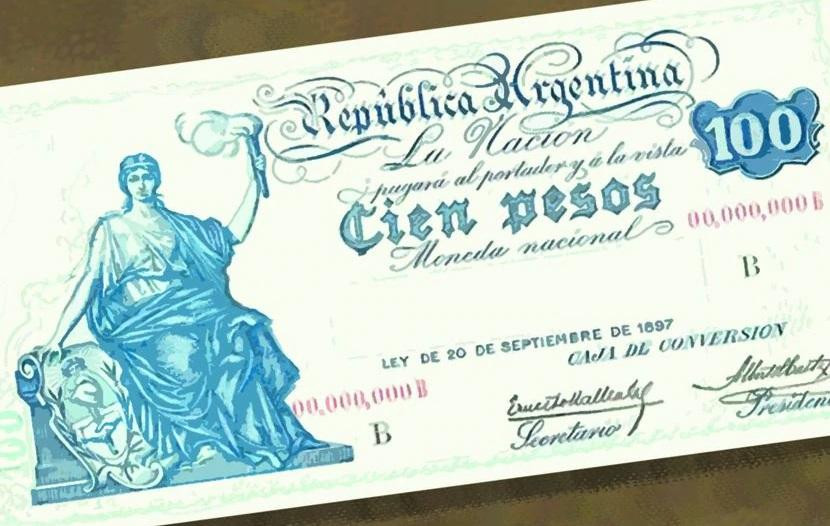 República Argentina
La Nación
pagará al portador y á la vista
100
Cien pesos
Moneda nacional
00,000,000 B
B
LEY DE 20 DE SEPTIEMBRE DE 1897
CAJA DE CONVERSION
00,000,000 B
B
Secretario